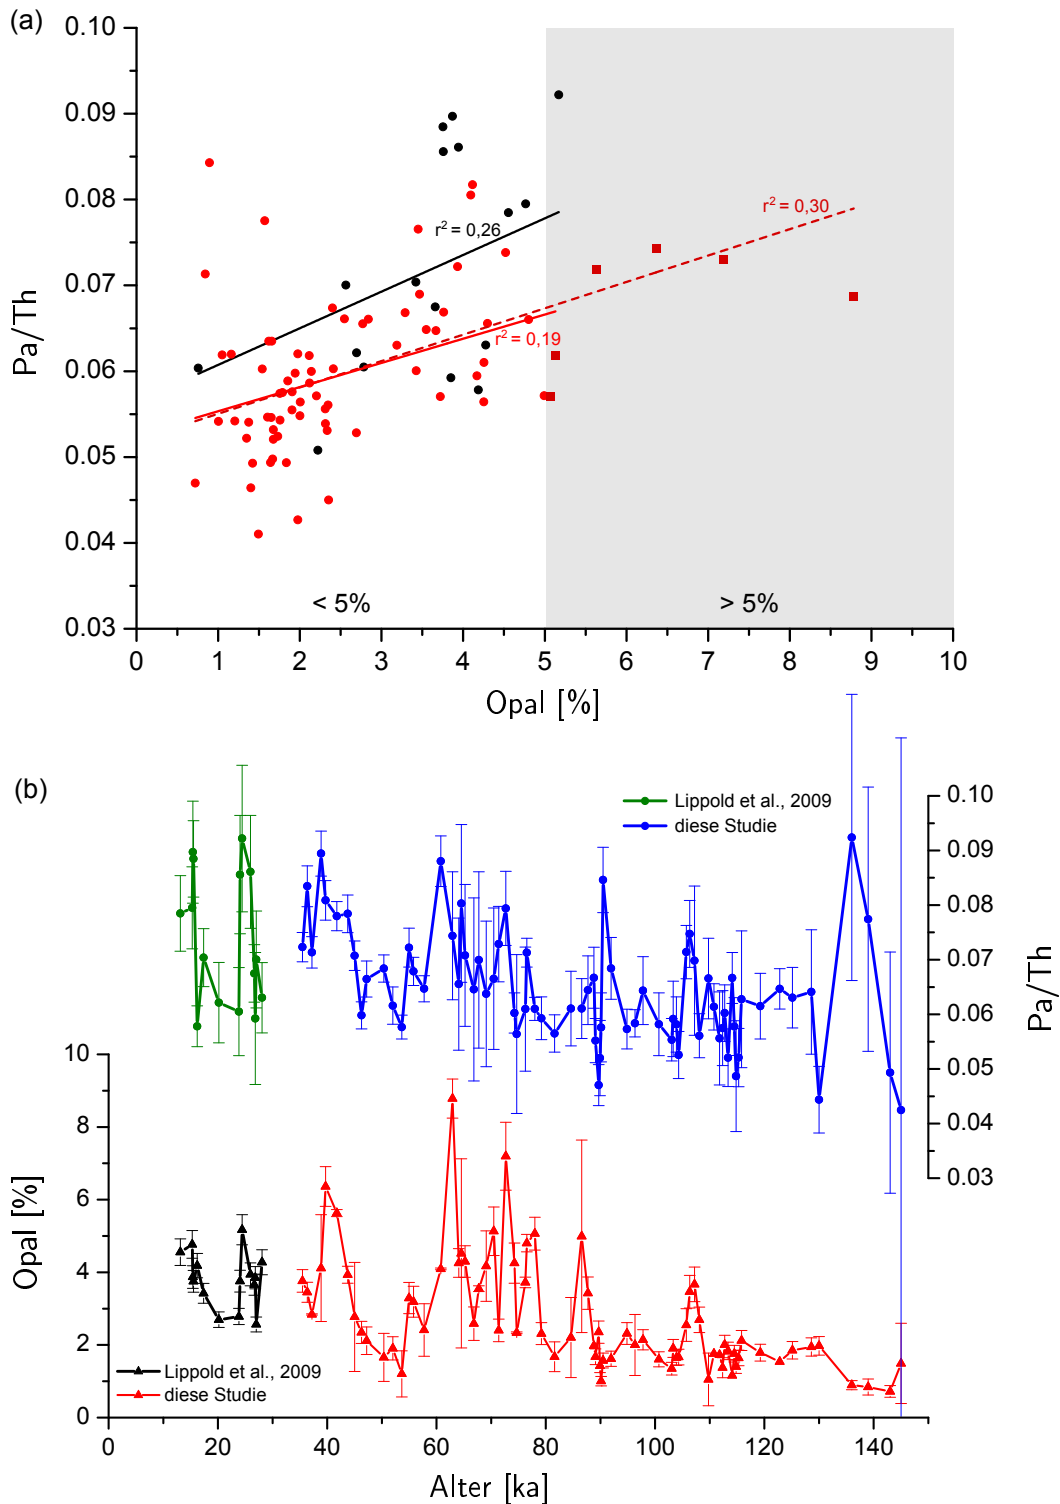 (a)
0.10
0.09
0.08
0.07
0.06
0.05
0.04
0.03
Pa/Th
r² = 0,26
r² = 0,30
r² = 0,19
< 5%
> 5%
0 1 2 3 4 5 6 7 8 9 10
Opal [%]
(b)
Lippold et al., 2009
diese Studie
0.10
0.09
0.08
0.07
0.06
0.05
0.04
0.03
Pa/Th
10
8
6
4
2
0
Opal [%]
Lippold et al., 2009
diese Studie
0 20 40 60 80 100 120 140
Alter [ka]